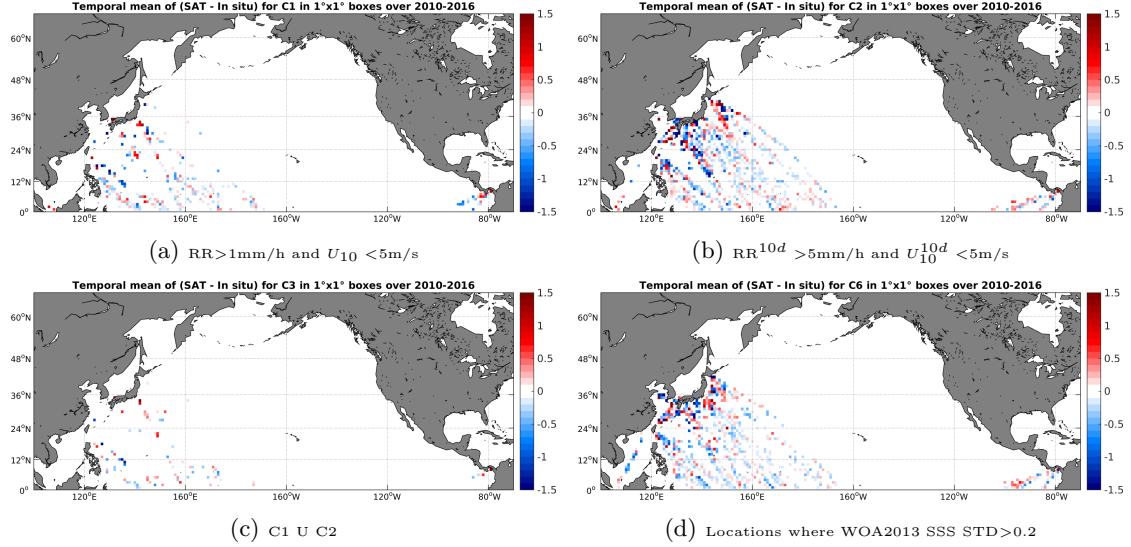 Temporal mean of (SAT - In situ) for C1 in 1°x1° boxes over 2010-2016
60°N
48°N
36°N
24°N
12°N
0°
120°E
160°E
160°W
120°W
80°W
1.5
1
0.5
0
-0.5
-1
-1.5
(a) RR>1mm/h and U10 <5m/s
Temporal mean of (SAT - In situ) for C2 in 1°x1° boxes over 2010-2016
60°N
48°N
36°N
24°N
12°N
0°
120°E
160°E
160°W
120°W
80°W
1.5
1
0.5
0
-0.5
-1
-1.5
(b) RR^10d >5mm/h and U10^10d <5m/s
Temporal mean of (SAT - In situ) for C3 in 1°x1° boxes over 2010-2016
60°N
48°N
36°N
24°N
12°N
0°
120°E
160°E
160°W
120°W
80°W
1.5
1
0.5
0
-0.5
-1
-1.5
(c) C1 U C2
Temporal mean of (SAT - In situ) for C6 in 1°x1° boxes over 2010-2016
60°N
48°N
36°N
24°N
12°N
0°
120°E
160°E
160°W
120°W
80°W
1.5
1
0.5
0
-0.5
-1
-1.5
(d) Locations where WOA2013 SSS STD>0.2